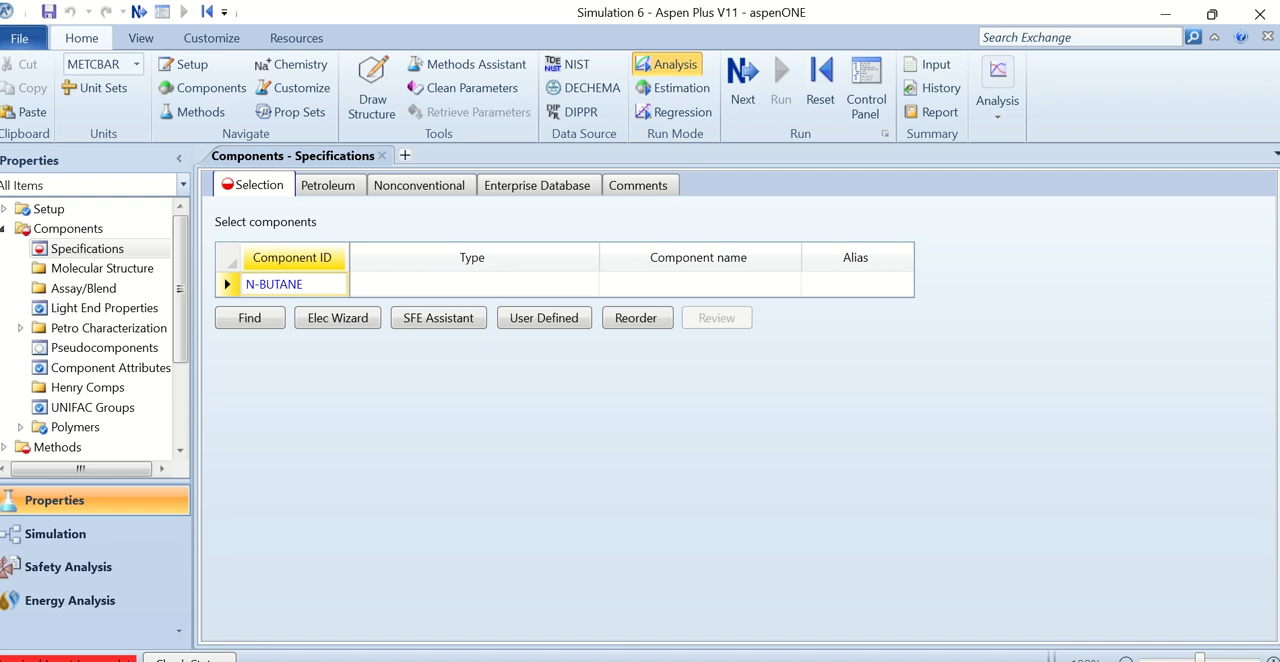 Simulation 6 - Aspen Plus V11 - aspenONE
File Home View Customize Resources Search Exchange
Cut METCBAR Setup Na+ Chemistry Methods Assistant TDE NIST NIST Analysis Input
Copy Unit Sets Components Customize Draw Structure Clean Parameters DECHEMA Estimation Next Run Reset Control Panel History Analysis
Paste Methods Prop Sets Retrieve Parameters DIPPR Regression Report
Clipboard Units Navigate Tools Data Source Run Mode Run Summary
Properties Components - Specifications
All Items
Selection Petroleum Nonconventional Enterprise Database Comments
Setup
Components
Specifications
Molecular Structure
Assay/Blend
Light End Properties
Petro Characterization
Pseudocomponents
Component Attributes
Henry Comps
UNIFAC Groups
Polymers
Methods
Select components
Component ID Type Component name Alias
N-BUTANE
Find Elec Wizard SFE Assistant User Defined Reorder Review
Properties
Simulation
Safety Analysis
Energy Analysis